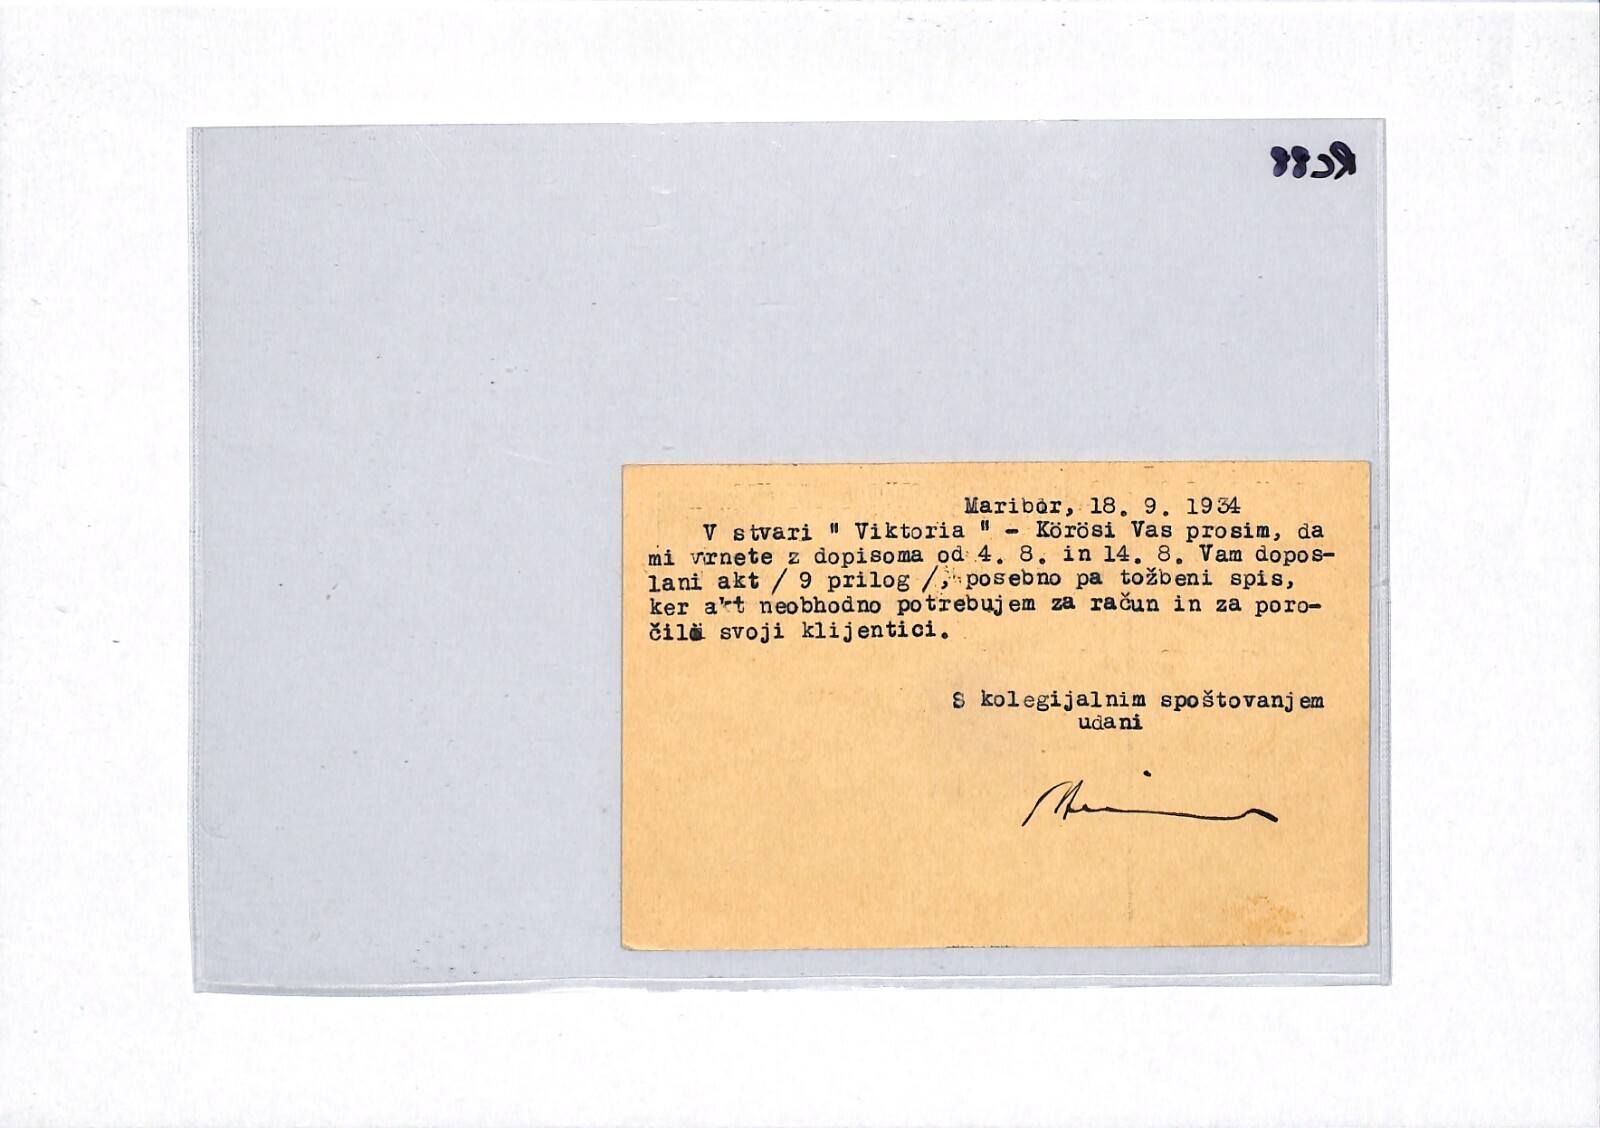 RC88
Maribor, 18. 9. 1934
V stvari " Viktoria " - Körösi Vas prosim, da
mi vrnete z dopisoma od 4. 8. in 14. 8. Vam dopos-
lani akt / 9 prilog /, posebno pa tožbeni spis,
ker akt neobhodno potrebujem za račun in za poro-
čilo svoji klijentici.
S kolegijalnim spoštovanjem
udani